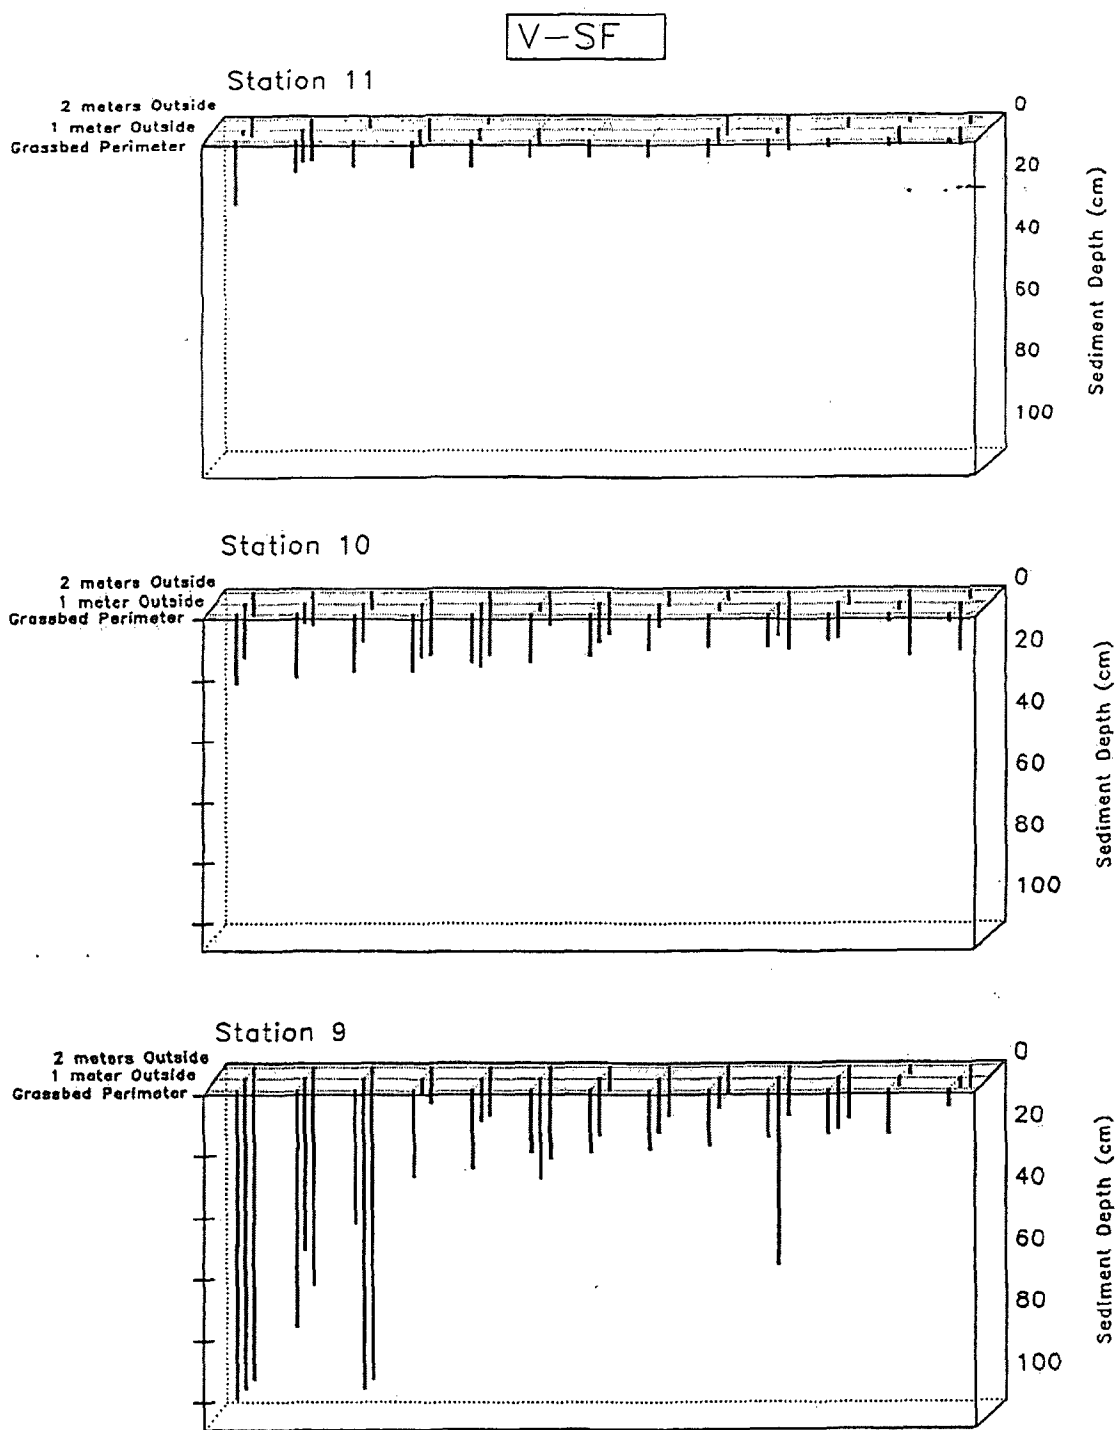 V-SF
Station 11
2 meters Outside
1 meter Outside
Grassbed Perimeter
0
20
40
60
80
100
Sediment Depth (cm)
Station 10
2 meters Outside
1 meter Outside
Grassbed Perimeter
0
20
40
60
80
100
Sediment Depth (cm)
Station 9
2 meters Outside
1 meter Outside
Grassbed Perimeter
0
20
40
60
80
100
Sediment Depth (cm)